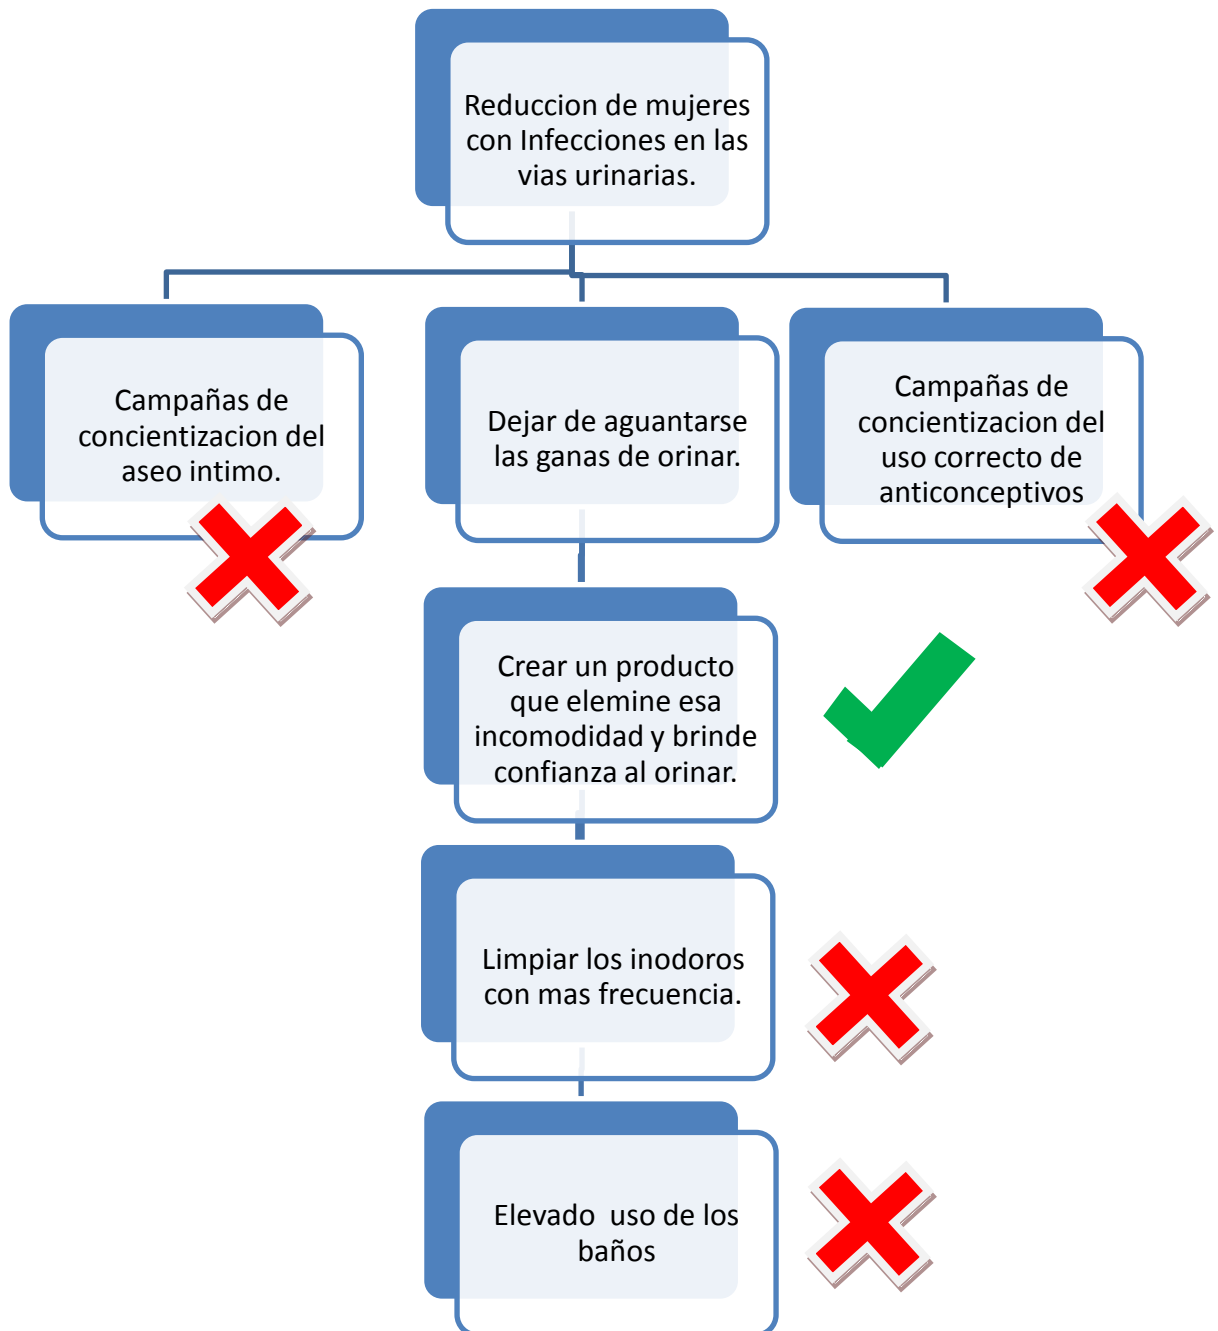 Reduccion de mujeres
con Infecciones en las
vias urinarias.
Campañas de
concientizacion del
aseo intimo.
Dejar de aguantarse
las ganas de orinar.
Campañas de
concientizacion del
uso correcto de
anticonceptivos
Crear un producto
que elemine esa
incomodidad y brinde
confianza al orinar.
Limpiar los inodoros
con mas frecuencia.
Elevado  uso de los
baños